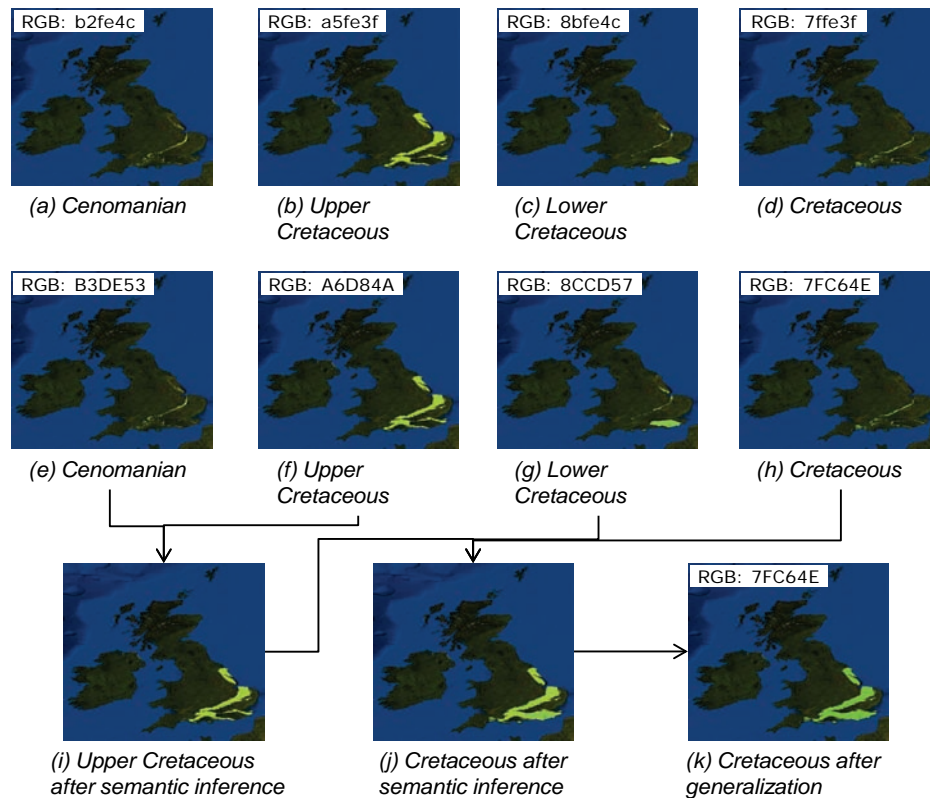 RGB: b2fe4c
RGB: a5fe3f
RGB: 8bfe4c
RGB: 7ffe3f
(a) Cenomanian
(b) Upper
Cretaceous
(c) Lower
Cretaceous
(d) Cretaceous
RGB: B3DE53
RGB: A6D84A
RGB: 8CCD57
RGB: 7FC64E
(e) Cenomanian
(f) Upper
Cretaceous
(g) Lower
Cretaceous
(h) Cretaceous
RGB: 7FC64E
(i) Upper Cretaceous
after semantic inference
(j) Cretaceous after
semantic inference
(k) Cretaceous after
generalization